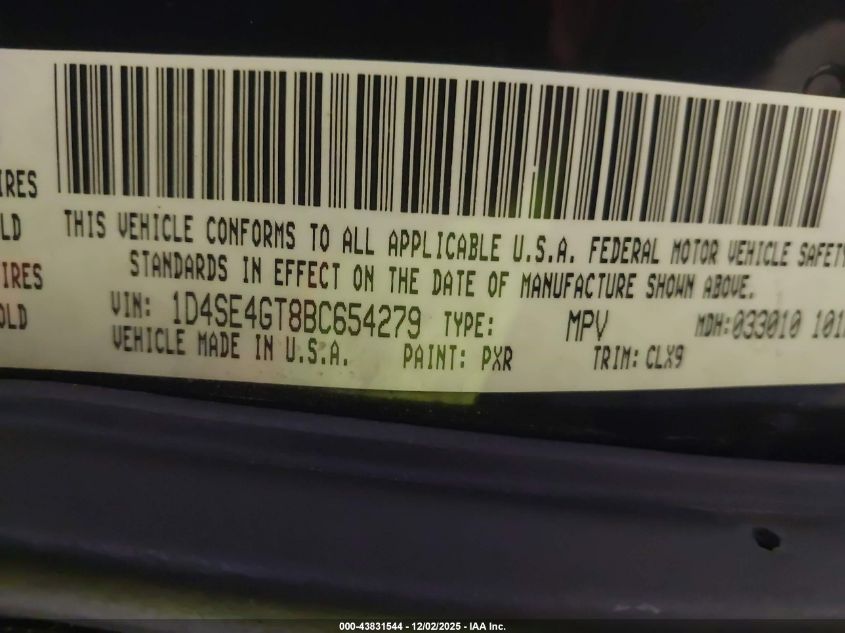 IRES
LD
IRES
OLD
THIS VEHICLE CONFORMS TO ALL APPLICABLE U.S.A. FEDERAL MOTOR VEHICLE SAFETY
STANDARDS IN EFFECT ON THE DATE OF MANUFACTURE SHOWN ABOVE.
VIN: 1D4SE4GT8BC654279 TYPE: MPV MDH:033010 101
VEHICLE MADE IN U.S.A. PAINT: PXR TRIM: CLX9
000-43831544 — 12/02/2025 — IAA Inc.